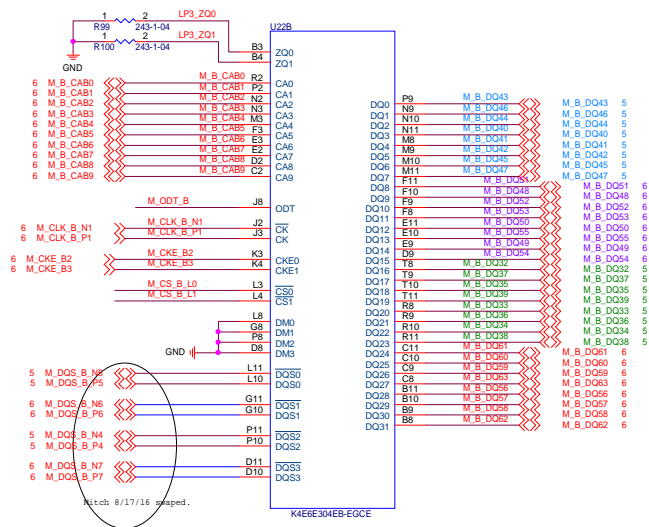 LP3_ZQ0
U22B
1 2
R99 243-1-04
1 2
LP3_ZQ1
R100 243-1-04
GND
B3 ZQ0
B4 ZQ1
6 M_B_CAB0 M_B_CAB0 R2 CA0
6 M_B_CAB1 M_B_CAB1 P2 CA1
6 M_B_CAB2 M_B_CAB2 N2 CA2
6 M_B_CAB3 M_B_CAB3 N3 CA3
6 M_B_CAB4 M_B_CAB4 M3 CA4
6 M_B_CAB5 M_B_CAB5 F3 CA5
6 M_B_CAB6 M_B_CAB6 E3 CA6
6 M_B_CAB7 M_B_CAB7 E2 CA7
6 M_B_CAB8 M_B_CAB8 D2 CA8
6 M_B_CAB9 M_B_CAB9 C2 CA9
M_ODT_B J8 ODT
6 M_CLK_B_N1 M_CLK_B_N1 J2 CK
6 M_CLK_B_P1 M_CLK_B_P1 J3 CK
6 M_CKE_B2 M_CKE_B2 K3 CKE0
6 M_CKE_B3 M_CKE_B3 K4 CKE1
M_CS_B_L0 L3 CS0
M_CS_B_L1 L4 CS1
L8 DM0
G8 DM1
P8 DM2
D8 DM3
GND
5 M_DQS_B_N5 L11 DQS0
5 M_DQS_B_P5 L10 DQS0
6 M_DQS_B_N6 G11 DQS1
6 M_DQS_B_P6 G10 DQS1
5 M_DQS_B_N4 P11 DQS2
5 M_DQS_B_P4 P10 DQS2
6 M_DQS_B_N7 D11 DQS3
6 M_DQS_B_P7 D10 DQS3
Mitch 8/17/16 swaped.
DQ0 P9 M_B_DQ43 M_B_DQ43 5
DQ1 N9 M_B_DQ46 M_B_DQ46 5
DQ2 N10 M_B_DQ44 M_B_DQ44 5
DQ3 N11 M_B_DQ40 M_B_DQ40 5
DQ4 M8 M_B_DQ41 M_B_DQ41 5
DQ5 M9 M_B_DQ42 M_B_DQ42 5
DQ6 M10 M_B_DQ45 M_B_DQ45 5
DQ7 M11 M_B_DQ47 M_B_DQ47 5
DQ8 F11 M_B_DQ51 M_B_DQ51 6
DQ9 F10 M_B_DQ48 M_B_DQ48 6
DQ10 F9 M_B_DQ52 M_B_DQ52 6
DQ11 F8 M_B_DQ53 M_B_DQ53 6
DQ12 E11 M_B_DQ50 M_B_DQ50 6
DQ13 E10 M_B_DQ55 M_B_DQ55 6
DQ14 E9 M_B_DQ49 M_B_DQ49 6
DQ15 D9 M_B_DQ54 M_B_DQ54 6
DQ16 T8 M_B_DQ32 M_B_DQ32 5
DQ17 T9 M_B_DQ37 M_B_DQ37 5
DQ18 T10 M_B_DQ35 M_B_DQ35 5
DQ19 T11 M_B_DQ39 M_B_DQ39 5
DQ20 R8 M_B_DQ33 M_B_DQ33 5
DQ21 R9 M_B_DQ36 M_B_DQ36 5
DQ22 R10 M_B_DQ34 M_B_DQ34 5
DQ23 R11 M_B_DQ38 M_B_DQ38 5
DQ24 C11 M_B_DQ61 M_B_DQ61 6
DQ25 C10 M_B_DQ60 M_B_DQ60 6
DQ26 C9 M_B_DQ59 M_B_DQ59 6
DQ27 C8 M_B_DQ63 M_B_DQ63 6
DQ28 B11 M_B_DQ56 M_B_DQ56 6
DQ29 B10 M_B_DQ57 M_B_DQ57 6
DQ30 B9 M_B_DQ58 M_B_DQ58 6
DQ31 B8 M_B_DQ62 M_B_DQ62 6
K4E6E304EB-EGCE